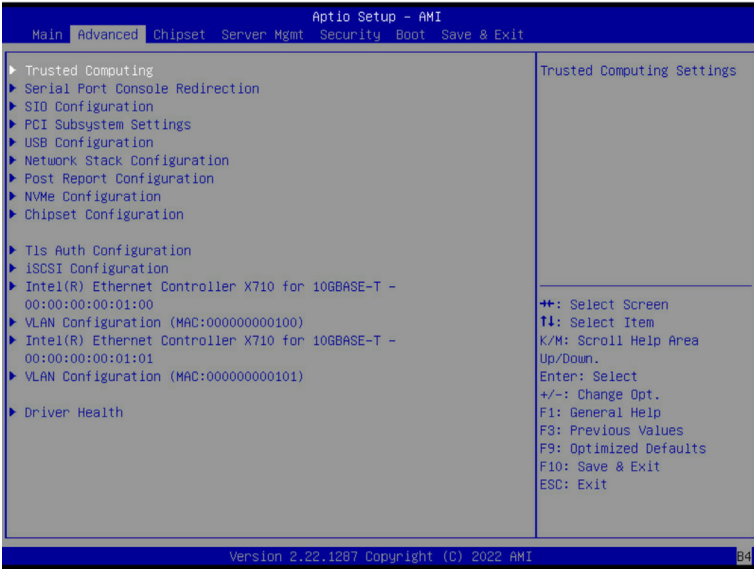 Aptio Setup - AMI
Main Advanced Chipset Server Mgmt Security Boot Save & Exit
▶ Trusted Computing
▶ Serial Port Console Redirection
▶ SIO Configuration
▶ PCI Subsystem Settings
▶ USB Configuration
▶ Network Stack Configuration
▶ Post Report Configuration
▶ NVMe Configuration
▶ Chipset Configuration
▶ Tls Auth Configuration
▶ iSCSI Configuration
▶ Intel(R) Ethernet Controller X710 for 10GBASE-T -
00:00:00:00:01:00
▶ VLAN Configuration (MAC:000000000100)
▶ Intel(R) Ethernet Controller X710 for 10GBASE-T -
00:00:00:00:01:01
▶ VLAN Configuration (MAC:000000000101)
▶ Driver Health
Trusted Computing Settings
→←: Select Screen
↑↓: Select Item
K/M: Scroll Help Area
Up/Down.
Enter: Select
+/-: Change Opt.
F1: General Help
F3: Previous Values
F9: Optimized Defaults
F10: Save & Exit
ESC: Exit
Version 2.22.1287 Copyright (C) 2022 AMI
B4